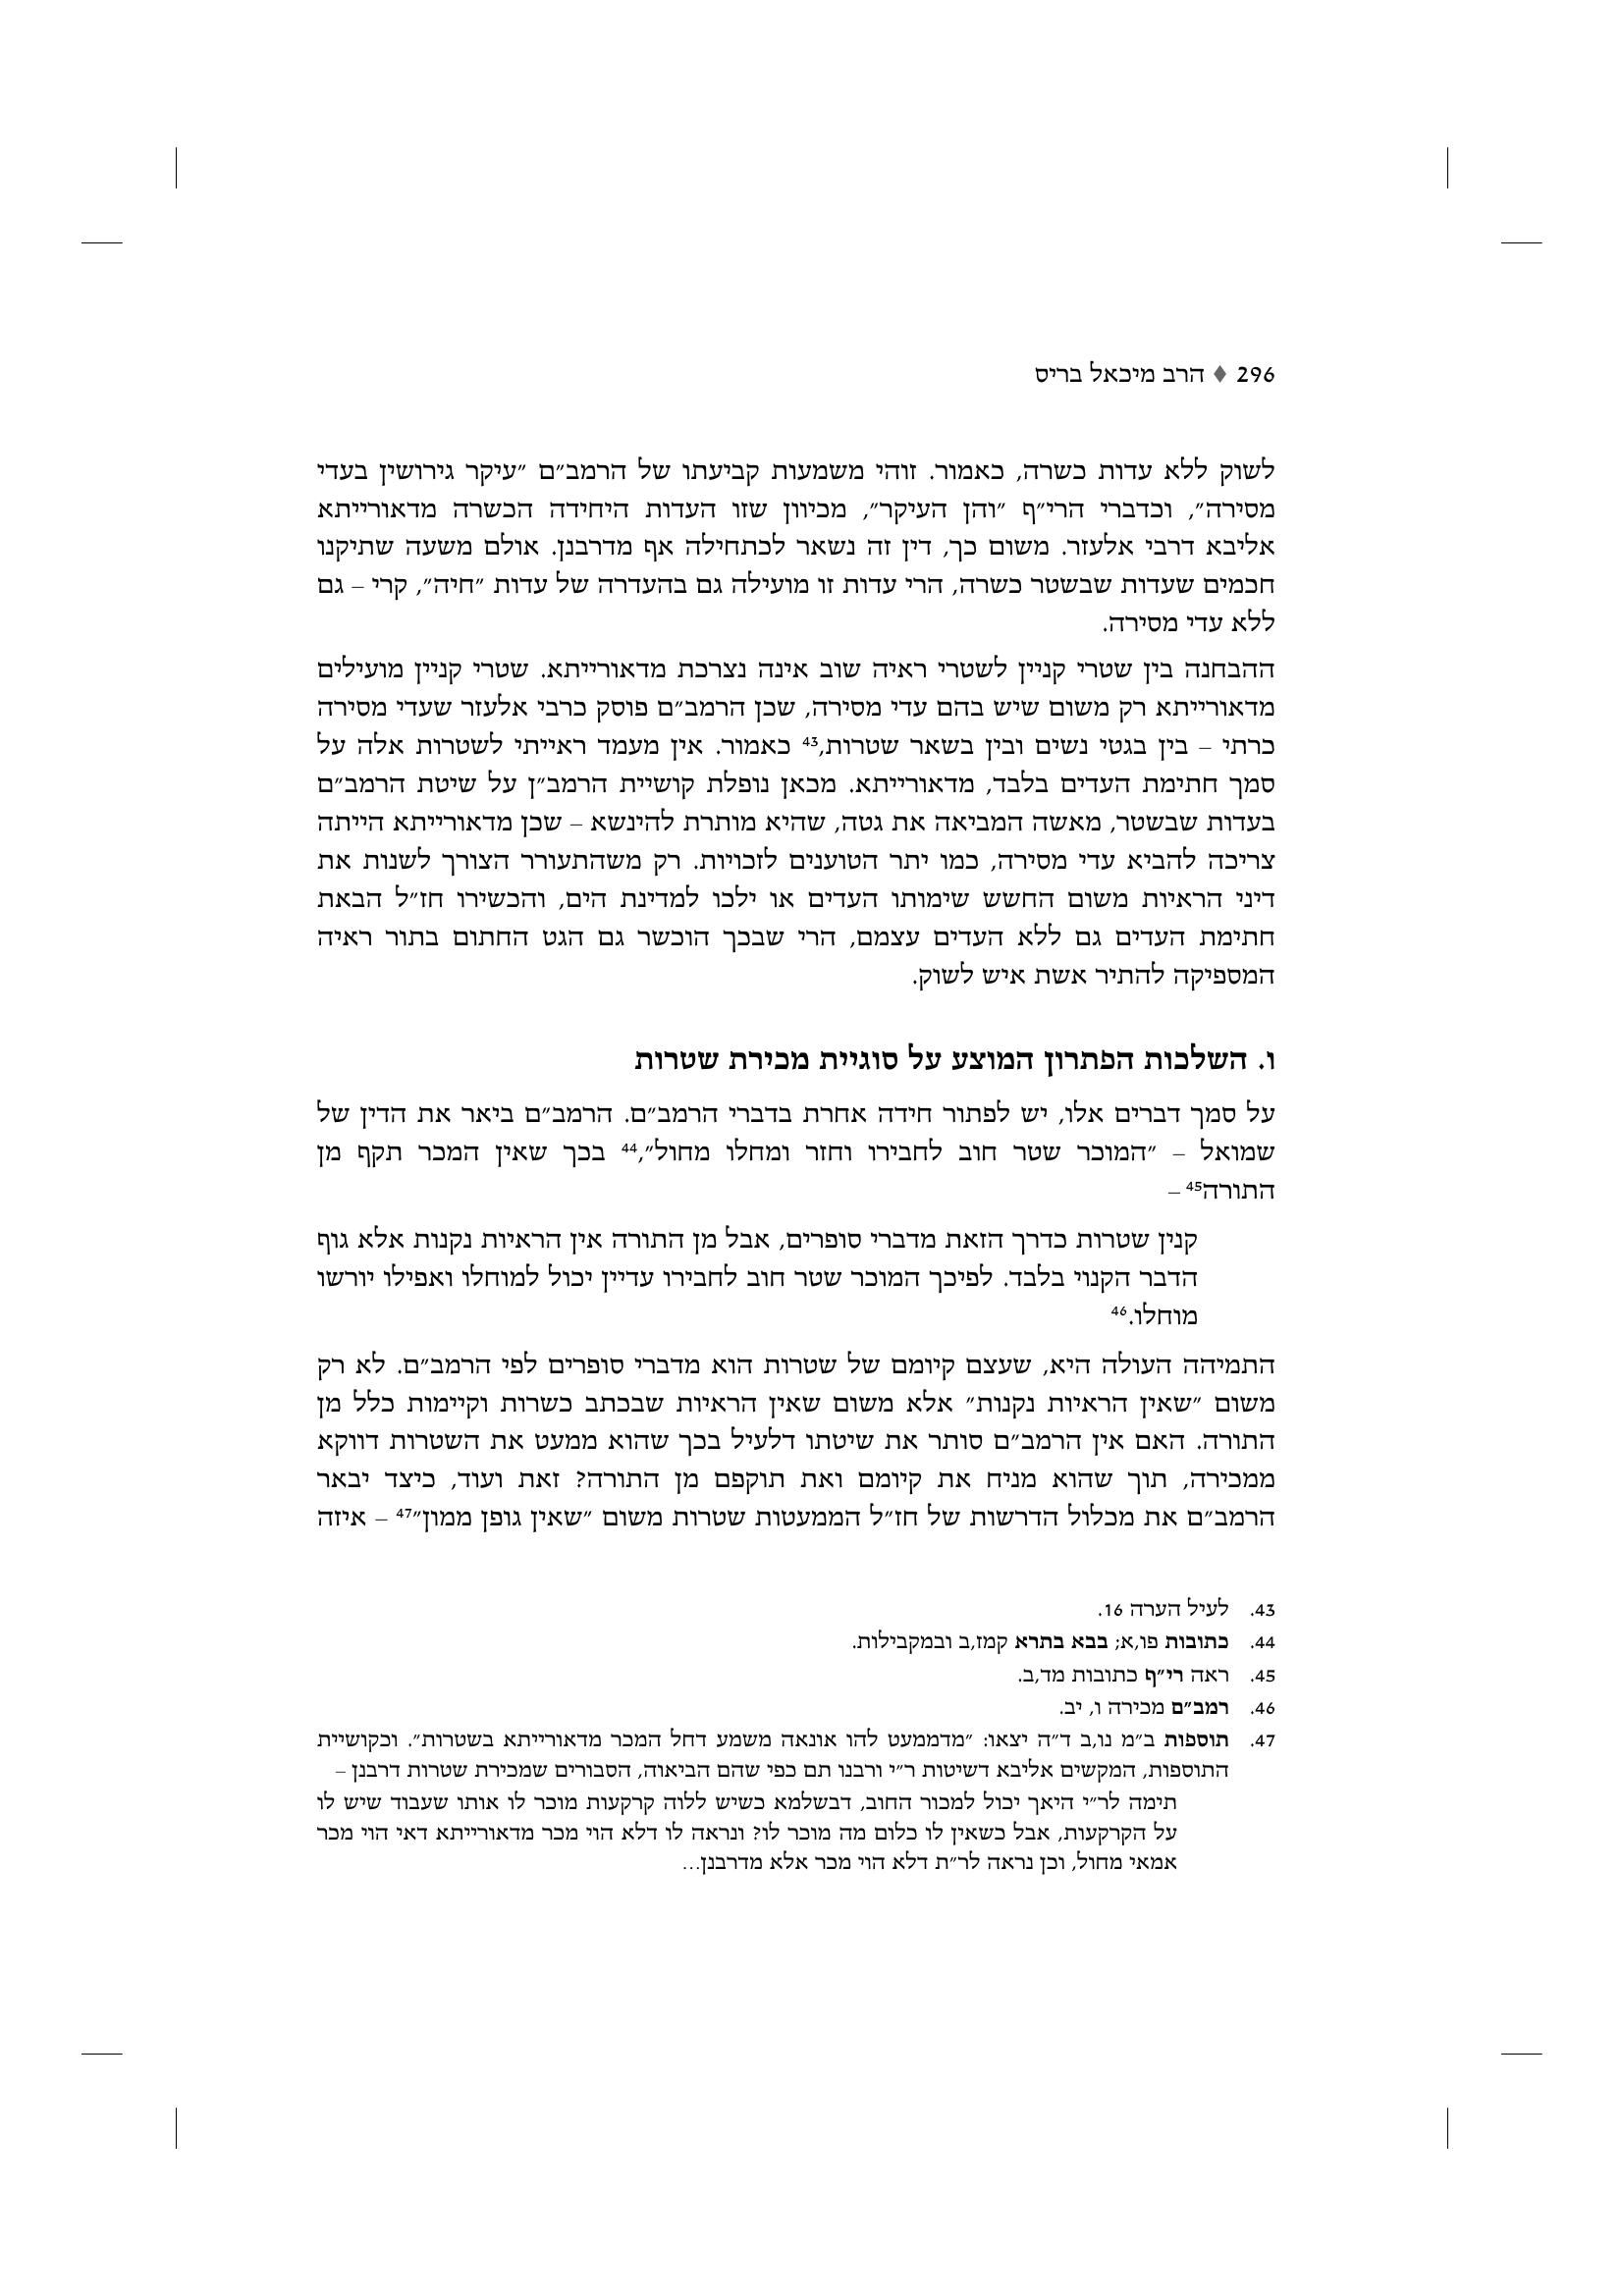 296 ♦ הרב מיכאל בריס
לשוק ללא עדות כשרה, כאמור. זוהי משמעות קביעתו של הרמב״ם ״עיקר גירושין בעדי
מסירה״, וכדברי הרי״ף ״והן העיקר״, מכיוון שזו העדות היחידה הכשרה מדאורייתא
אליבא דרבי אלעזר. משום כך, דין זה נשאר לכתחילה אף מדרבנן. אולם משעה שתיקנו
חכמים שעדות שבשטר כשרה, הרי עדות זו מועילה גם בהעדרה של עדות ״חיה״, קרי – גם
ללא עדי מסירה.
ההבחנה בין שטרי קניין לשטרי ראיה שוב אינה נצרכת מדאורייתא. שטרי קניין מועילים
מדאורייתא רק משום שיש בהם עדי מסירה, שכן הרמב״ם פוסק כרבי אלעזר שעדי מסירה
כרתי – בין בגטי נשים ובין בשאר שטרות,43 כאמור. אין מעמד ראייתי לשטרות אלה על
סמך חתימת העדים בלבד, מדאורייתא. מכאן נופלת קושיית הרמב״ן על שיטת הרמב״ם
בעדות שבשטר, מאשה המביאה את גטה, שהיא מותרת להינשא – שכן מדאורייתא הייתה
צריכה להביא עדי מסירה, כמו יתר הטוענים לזכויות. רק משהתעורר הצורך לשנות את
דיני הראיות משום החשש שימותו העדים או ילכו למדינת הים, והכשירו חז״ל הבאת
חתימת העדים גם ללא העדים עצמם, הרי שבכך הוכשר גם הגט החתום בתור ראיה
המספיקה להתיר אשת איש לשוק.
ו. השלכות הפתרון המוצע על סוגיית מכירת שטרות
על סמך דברים אלו, יש לפתור חידה אחרת בדברי הרמב״ם. הרמב״ם ביאר את הדין של
שמואל – ״המוכר שטר חוב לחבירו וחזר ומחלו מחול״,44 בכך שאין המכר תקף מן
התורה45 –
קנין שטרות כדרך הזאת מדברי סופרים, אבל מן התורה אין הראיות נקנות אלא גוף
הדבר הקנוי בלבד. לפיכך המוכר שטר חוב לחבירו עדיין יכול למוחלו ואפילו יורשו
מוחלו.46
התמיהה העולה היא, שעצם קיומם של שטרות הוא מדברי סופרים לפי הרמב״ם. לא רק
משום ״שאין הראיות נקנות״ אלא משום שאין הראיות שבכתב כשרות וקיימות כלל מן
התורה. האם אין הרמב״ם סותר את שיטתו דלעיל בכך שהוא ממעט את השטרות דווקא
ממכירה, תוך שהוא מניח את קיומם ואת תוקפם מן התורה? זאת ועוד, כיצד יבאר
הרמב״ם את מכלול הדרשות של חז״ל הממעטות שטרות משום ״שאין גופן ממון״47 – איזה
43. לעיל הערה 16.
44. כתובות פו,א; בבא בתרא קמז,ב ובמקבילות.
45. ראה רי״ף כתובות מד,ב.
46. רמב״ם מכירה ו, יב.
47. תוספות ב״מ נו,ב ד״ה יצאו: ״מדממעט להו אונאה משמע דחל המכר מדאורייתא בשטרות״. וכקושיית
התוספות, המקשים אליבא דשיטות ר״י ורבנו תם כפי שהם הביאוה, הסבורים שמכירת שטרות דרבנן –
תימה לר״י היאך יכול למכור החוב, דבשלמא כשיש ללוה קרקעות מוכר לו אותו שעבוד שיש לו
על הקרקעות, אבל כשאין לו כלום מה מוכר לו? ונראה לו דלא הוי מכר מדאורייתא דאי הוי מכר
אמאי מחול, וכן נראה לר״ת דלא הוי מכר אלא מדרבנן...